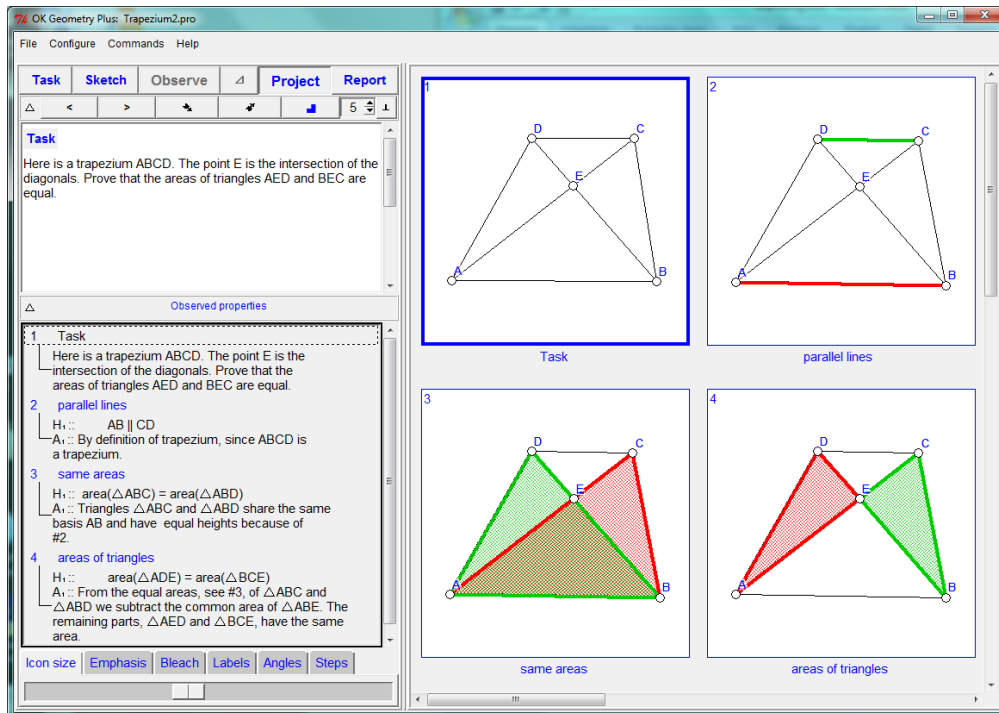 OK Geometry Plus: Trapezium2.pro
File Configure Commands Help
Task Sketch Observe Project Report
< > 5
Task
Here is a trapezium ABCD. The point E is the intersection of the
diagonals. Prove that the areas of triangles AED and BEC are
equal.
Observed properties
1 Task
Here is a trapezium ABCD. The point E is the
intersection of the diagonals. Prove that the
areas of triangles AED and BEC are equal.
2 parallel lines
H₁ :: AB || CD
A₁ :: By definition of trapezium, since ABCD is
a trapezium.
3 same areas
H₁ :: area(△ABC) = area(△ABD)
A₁ :: Triangles △ABC and △ABD share the same
basis AB and have equal heights because of
#2.
4 areas of triangles
H₁ :: area(△ADE) = area(△BCE)
A₁ :: From the equal areas, see #3, of △ABC and
△ABD we subtract the common area of △ABE. The
remaining parts, △AED and △BCE, have the same
area.
Icon size Emphasis Bleach Labels Angles Steps
1
D C
E
A B
Task
2
D C
E
A B
parallel lines
3
D C
E
A B
same areas
4
D C
E
A B
areas of triangles